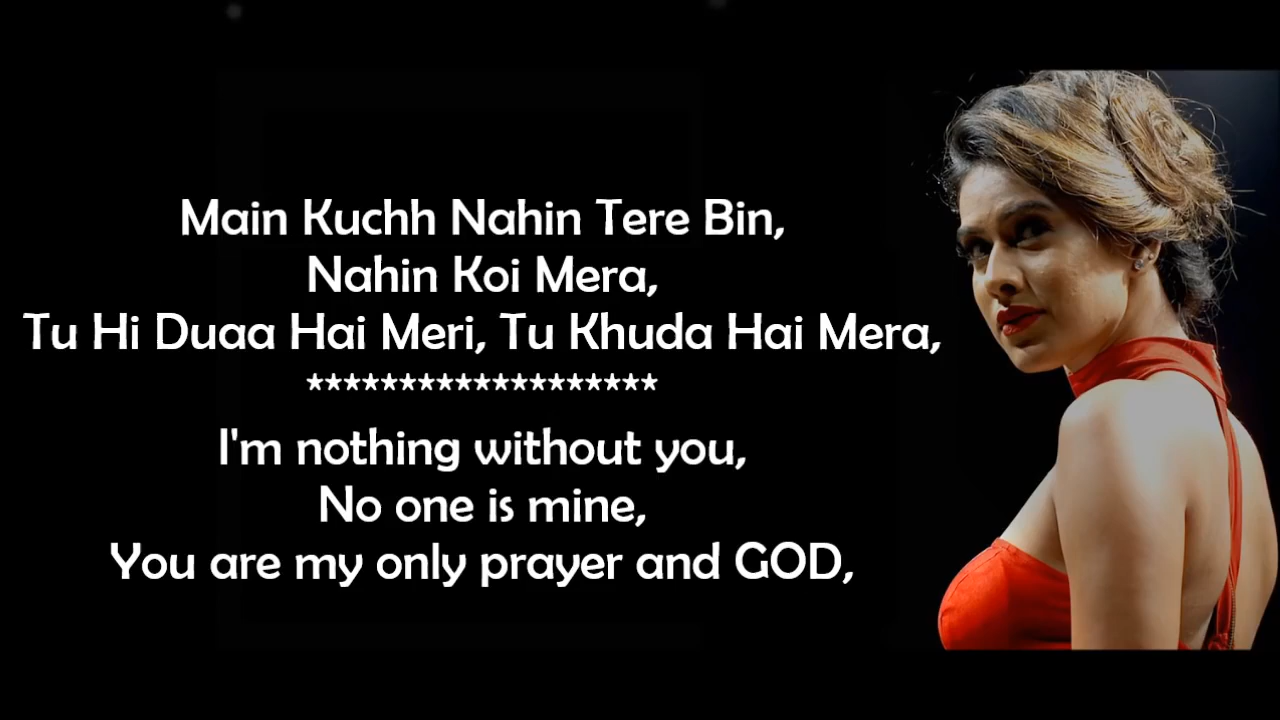 Main Kuchh Nahin Tere Bin,
Nahin Koi Mera,
Tu Hi Duaa Hai Meri, Tu Khuda Hai Mera,
*******************
I'm nothing without you,
No one is mine,
You are my only prayer and GOD,